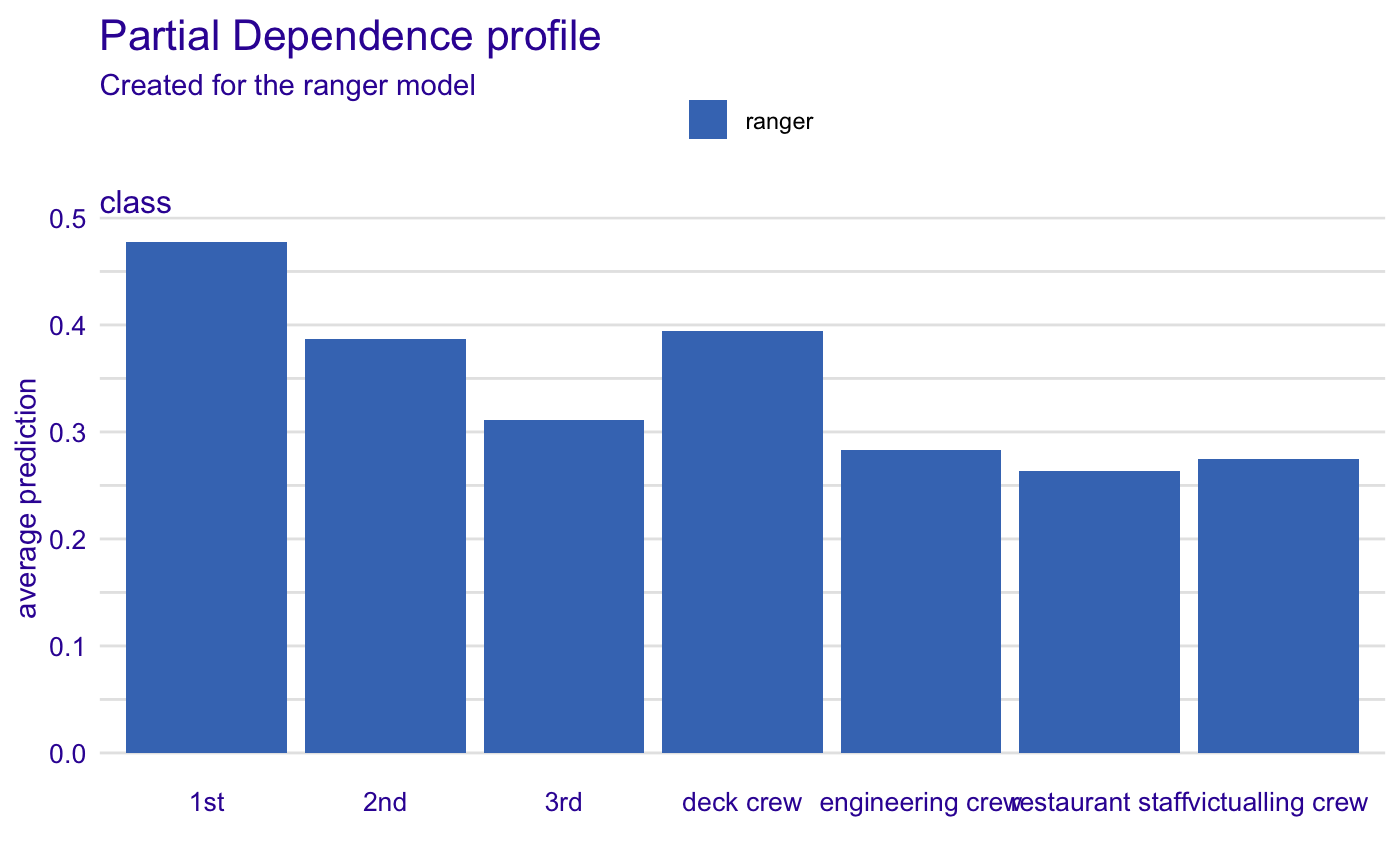 Partial Dependence profile
Created for the ranger model
ranger
class
0.5
0.4
0.3
0.2
0.1
0.0
average prediction
1st 2nd 3rd deck crew engineering crew restaurant staff victualling crew